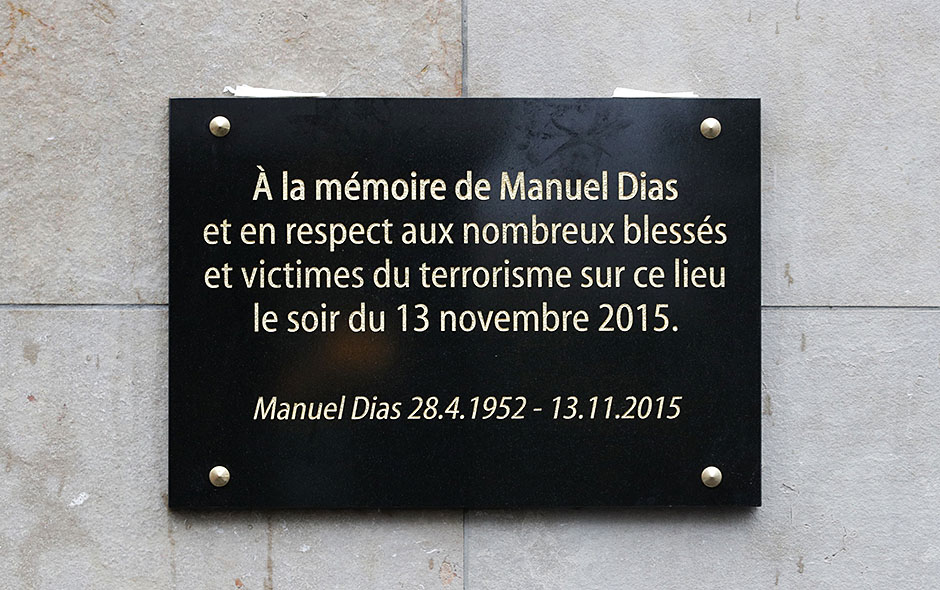 À la mémoire de Manuel Dias
et en respect aux nombreux blessés
et victimes du terrorisme sur ce lieu
le soir du 13 novembre 2015.
Manuel Dias 28.4.1952 - 13.11.2015